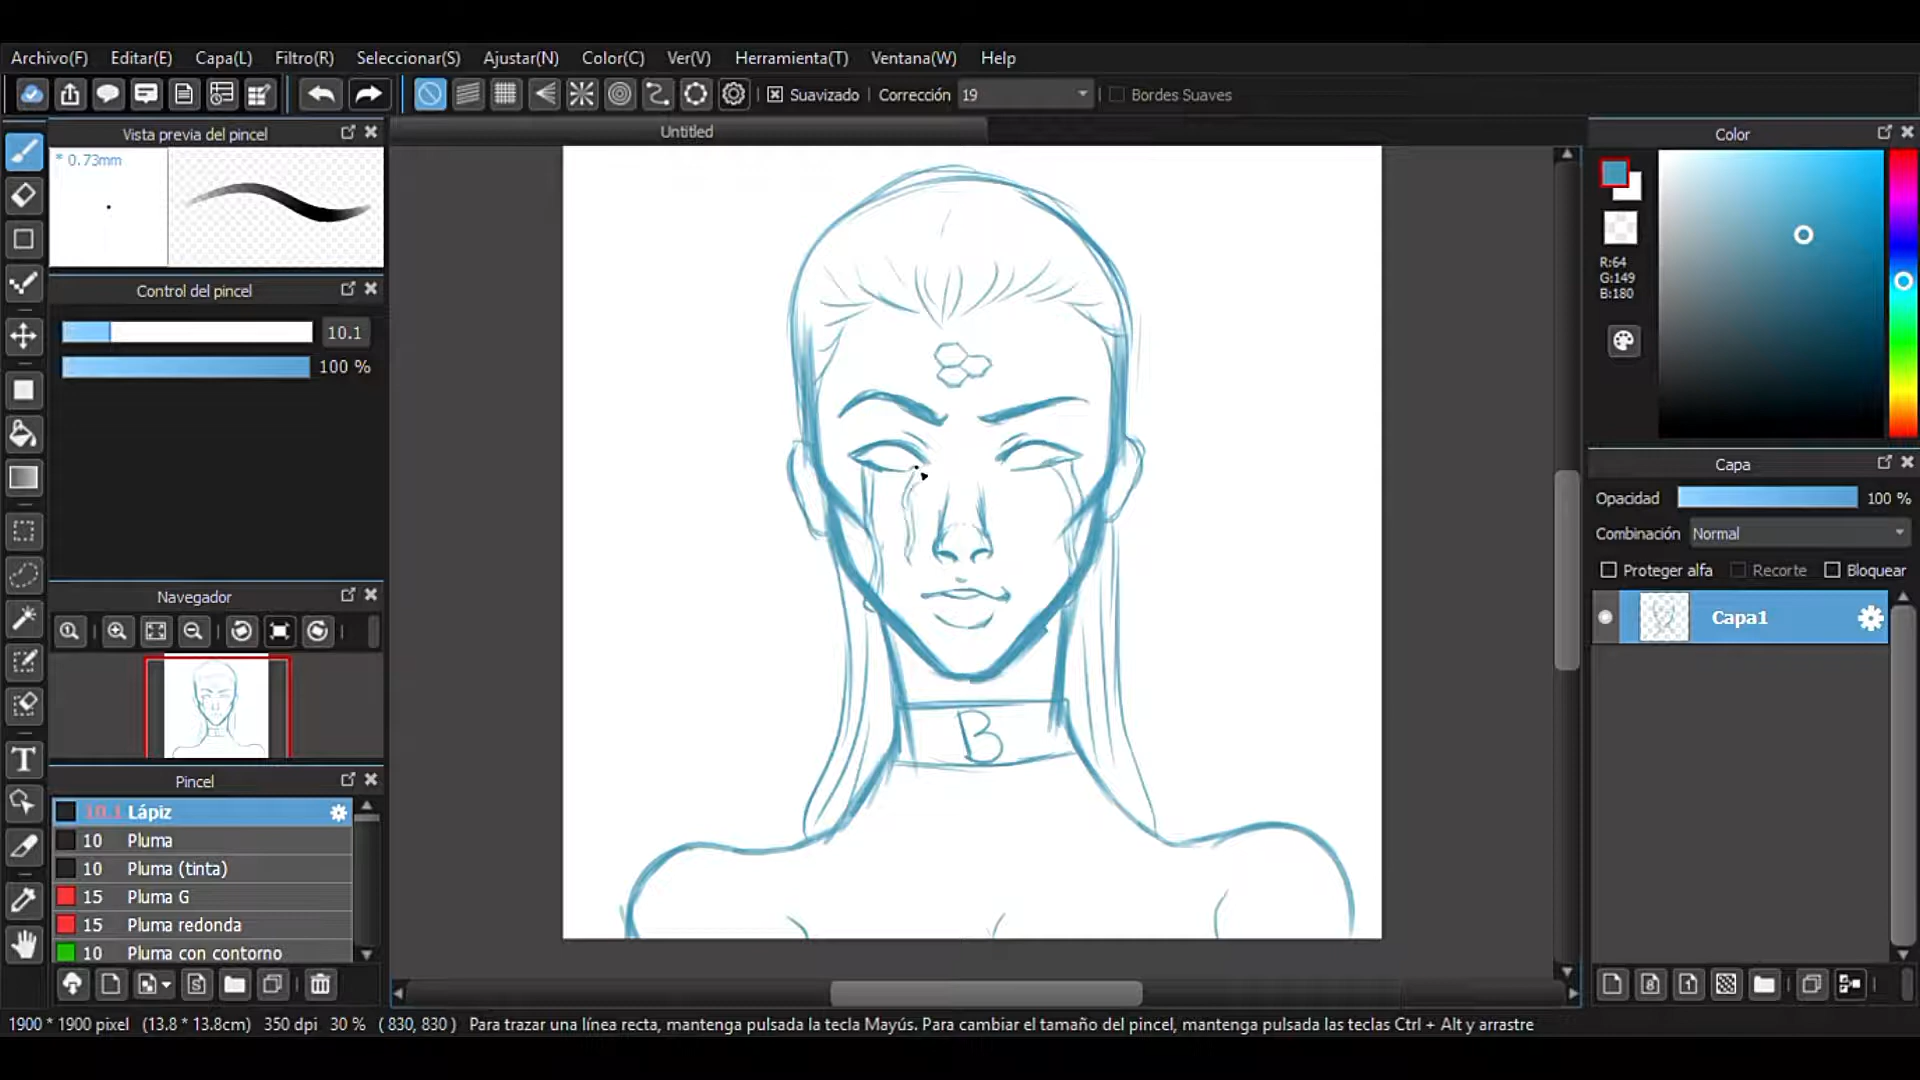 Archivo(F) Editar(E) Capa(L) Filtro(R) Seleccionar(S) Ajustar(N) Color(C) Ver(V) Herramienta(T) Ventana(W) Help
Suavizado Corrección 19 Bordes Suaves
Vista previa del pincel
Untitled
Color
* 0.73mm
R:64
G:149
B:180
Control del pincel
10.1
100 %
Capa
Opacidad 100 %
Combinación Normal
Proteger alfa Recorte Bloquear
Capa1
Navegador
B
Pincel
10.1 Lápiz
10 Pluma
10 Pluma (tinta)
15 Pluma G
15 Pluma redonda
10 Pluma con contorno
1900 * 1900 pixel (13.8 * 13.8cm) 350 dpi 30 % ( 830, 830 ) Para trazar una línea recta, mantenga pulsada la tecla Mayús. Para cambiar el tamaño del pincel, mantenga pulsada las teclas Ctrl + Alt y arrastre